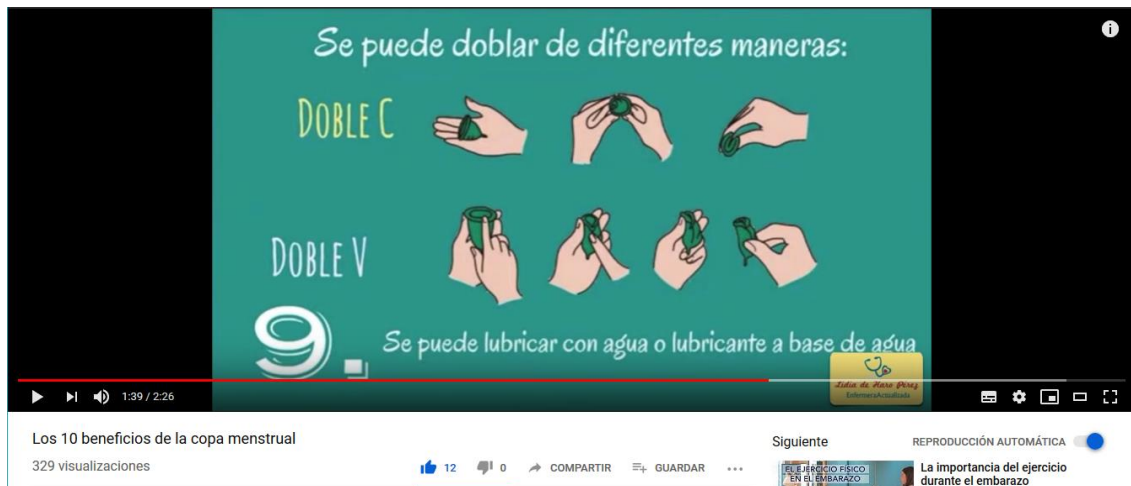 Se puede doblar de diferentes maneras:
DOBLE C
DOBLE V
9.
Se puede lubricar con agua o lubricante a base de agua
Lidia de Haro Pérez
EnfermeraActualizada
1:39 / 2:26
Los 10 beneficios de la copa menstrual
329 visualizaciones
12
0
COMPARTIR
GUARDAR
Siguiente
REPRODUCCIÓN AUTOMÁTICA
EL EJERCICIO FÍSICO
EN EL EMBARAZO
La importancia del ejercicio
durante el embarazo